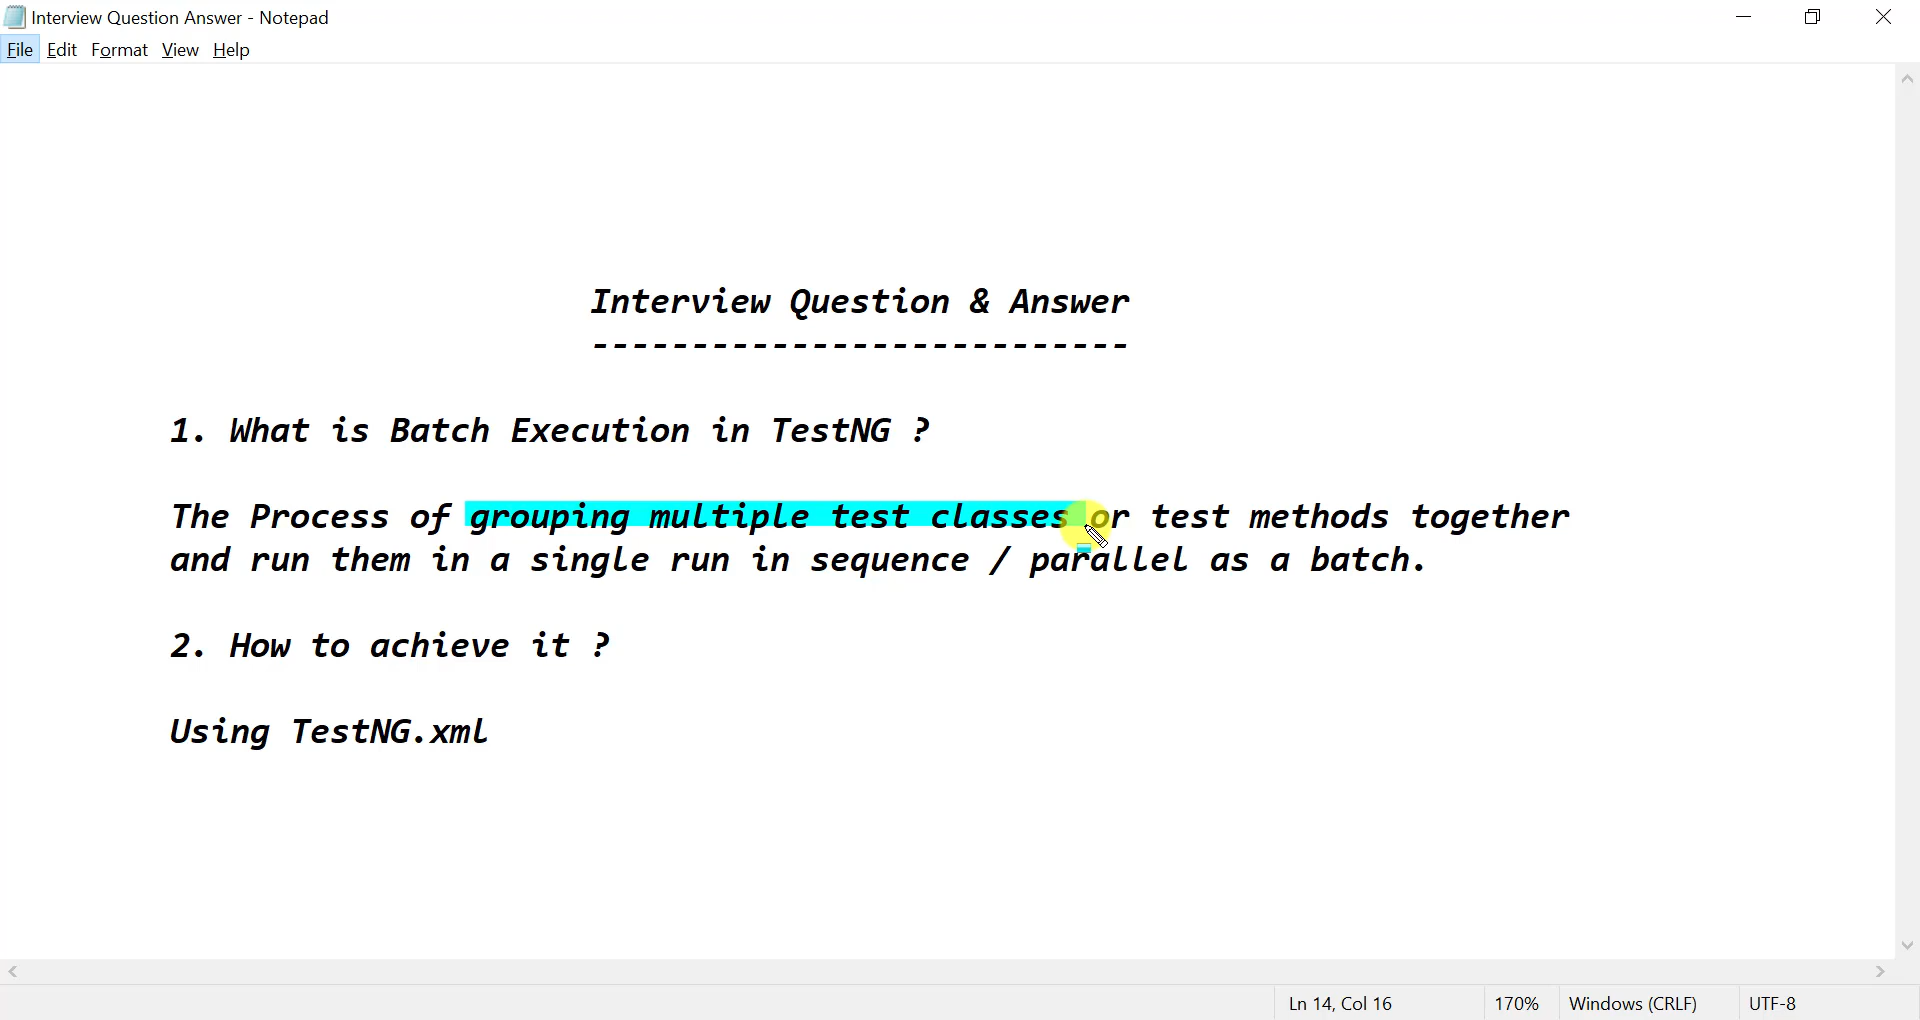 Interview Question Answer - Notepad
File Edit Format View Help
Interview Question & Answer
---------------------------
1. What is Batch Execution in TestNG ?
The Process of grouping multiple test classes or test methods together
and run them in a single run in sequence / parallel as a batch.
2. How to achieve it ?
Using TestNG.xml
Ln 14, Col 16 170% Windows (CRLF) UTF-8